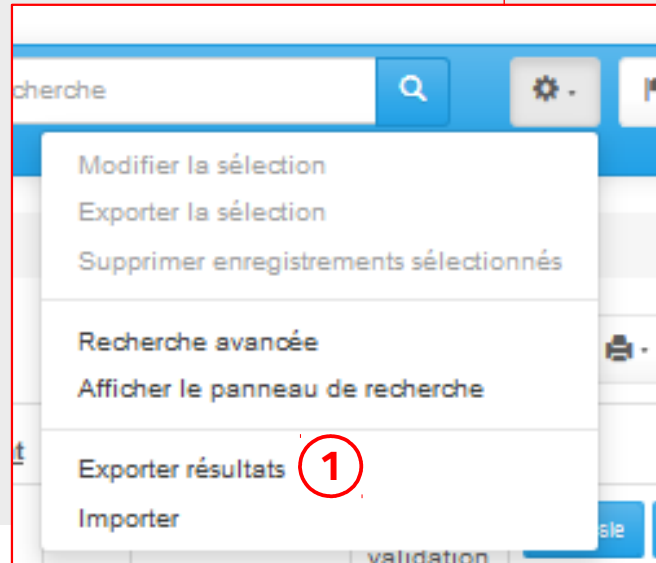 cherche
Modifier la sélection
Exporter la sélection
Supprimer enregistrements sélectionnés
Recherche avancée
Afficher le panneau de recherche
Exporter résultats 1
Importer
validation